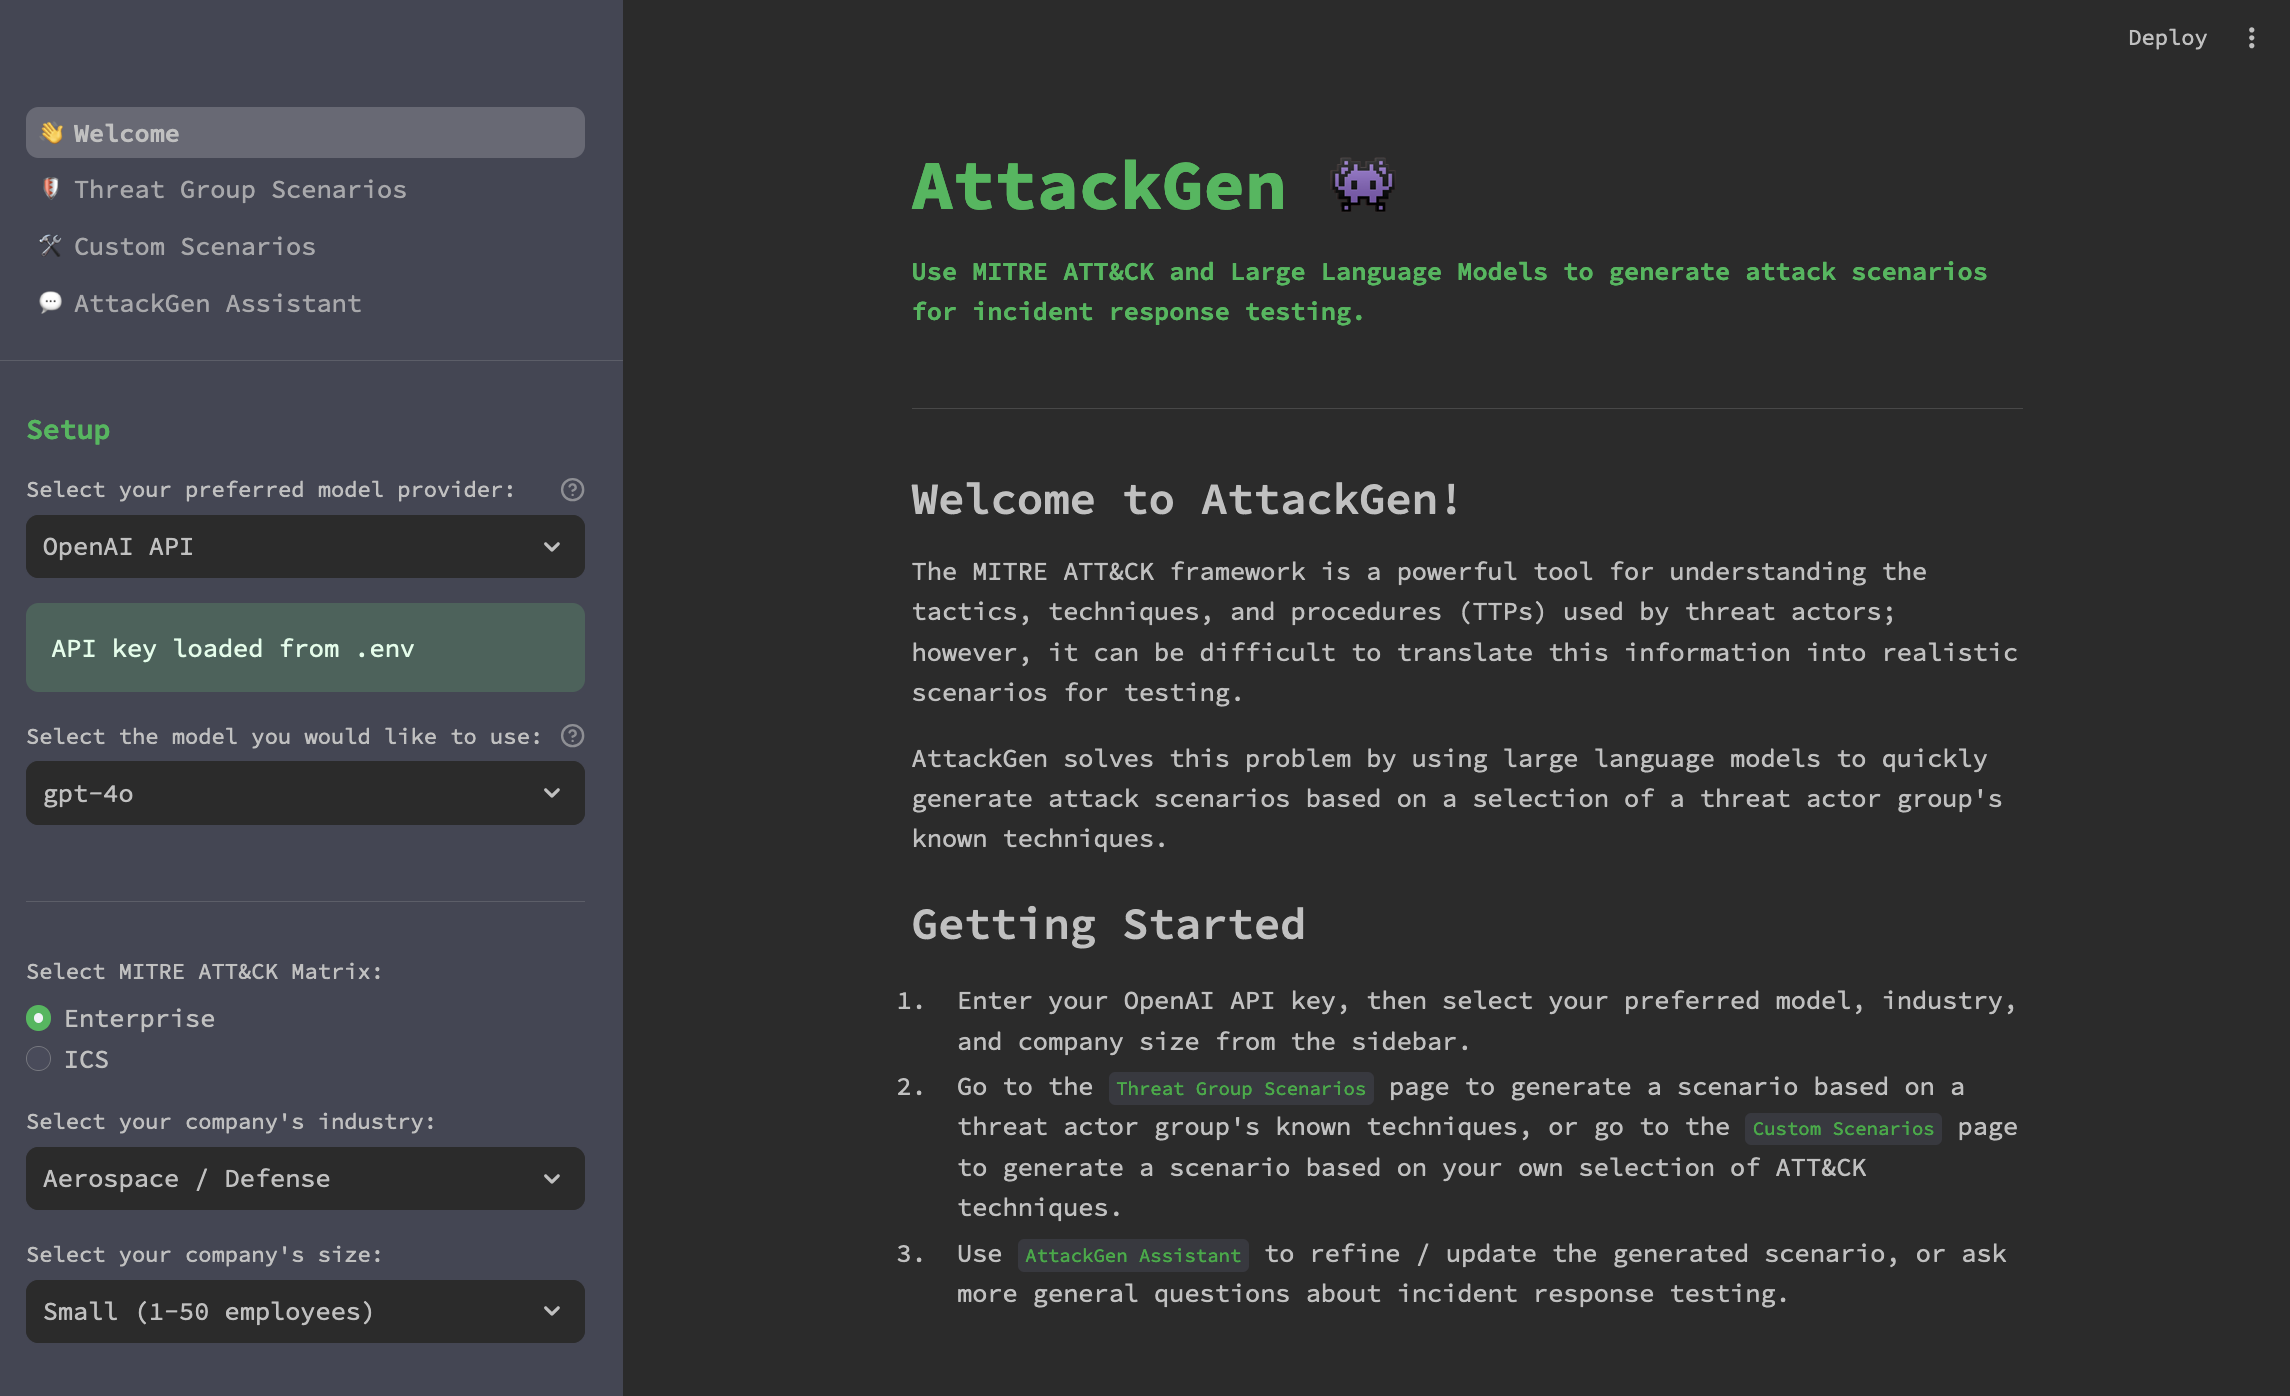 Deploy
Welcome
Threat Group Scenarios
Custom Scenarios
AttackGen Assistant
Setup
Select your preferred model provider:
OpenAI API
API key loaded from .env
Select the model you would like to use:
gpt-4o
Select MITRE ATT&CK Matrix:
Enterprise
ICS
Select your company's industry:
Aerospace / Defense
Select your company's size:
Small (1-50 employees)
AttackGen
Use MITRE ATT&CK and Large Language Models to generate attack scenarios
for incident response testing.
Welcome to AttackGen!
The MITRE ATT&CK framework is a powerful tool for understanding the
tactics, techniques, and procedures (TTPs) used by threat actors;
however, it can be difficult to translate this information into realistic
scenarios for testing.
AttackGen solves this problem by using large language models to quickly
generate attack scenarios based on a selection of a threat actor group's
known techniques.
Getting Started
1. Enter your OpenAI API key, then select your preferred model, industry,
and company size from the sidebar.
2. Go to the Threat Group Scenarios page to generate a scenario based on a
threat actor group's known techniques, or go to the Custom Scenarios page
to generate a scenario based on your own selection of ATT&CK
techniques.
3. Use AttackGen Assistant to refine / update the generated scenario, or ask
more general questions about incident response testing.